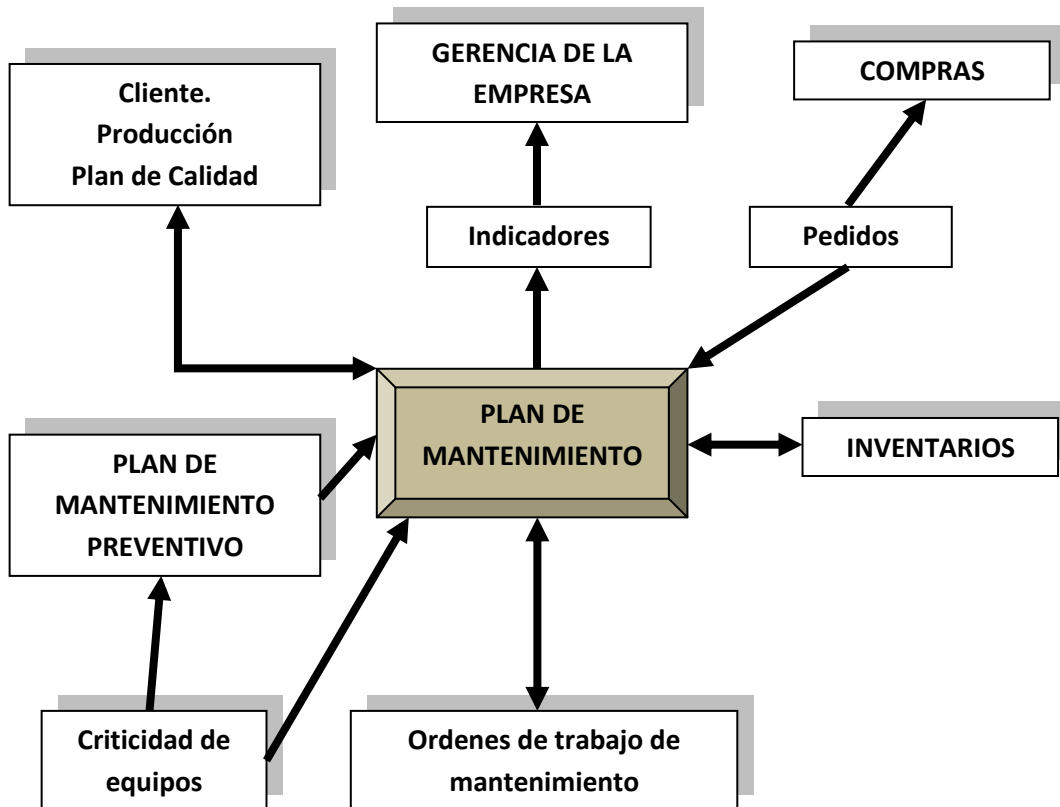 GERENCIA DE LA
EMPRESA
COMPRAS
Cliente.
Producción
Plan de Calidad
Indicadores
Pedidos
PLAN DE
MANTENIMIENTO
INVENTARIOS
PLAN DE
MANTENIMIENTO
PREVENTIVO
Criticidad de
equipos
Ordenes de trabajo de
mantenimiento